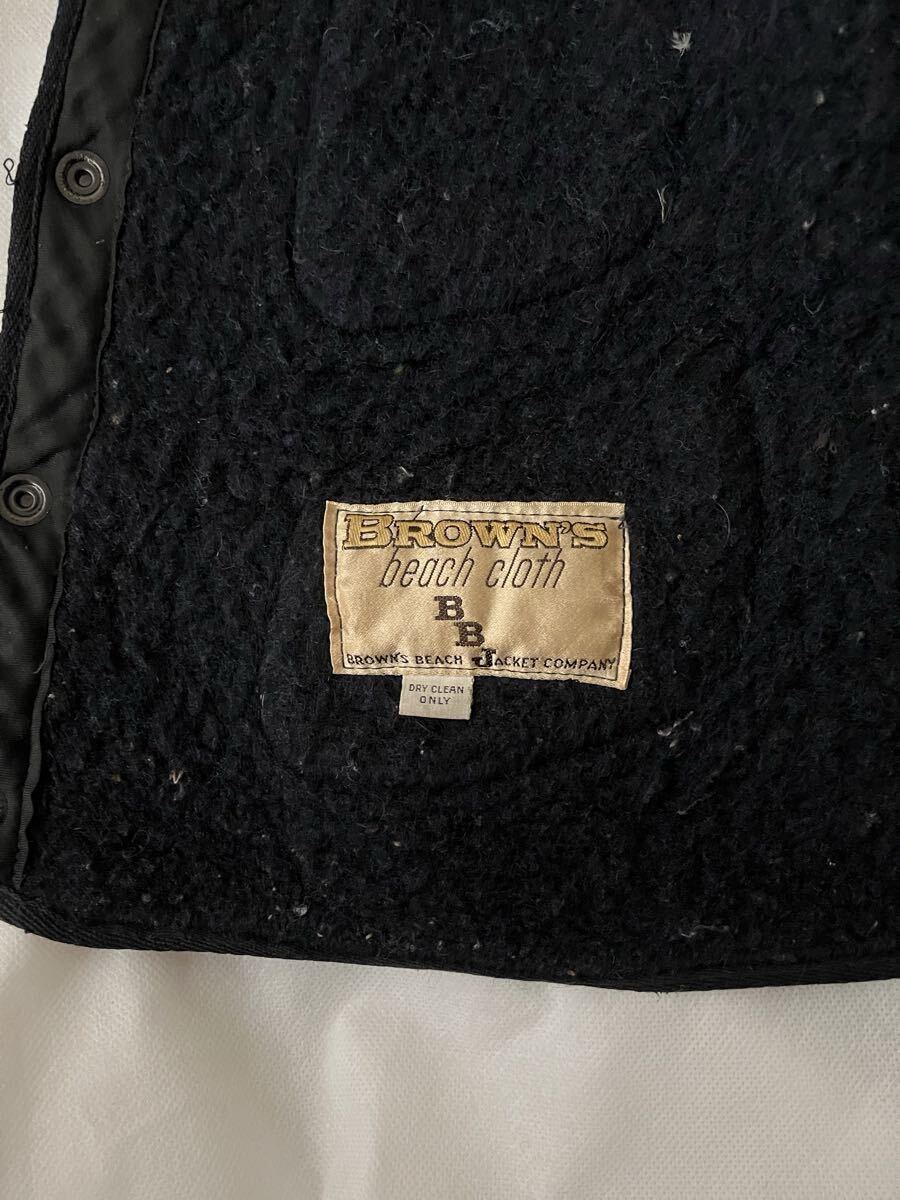 BROWN'S
beach cloth
B
B
BROWN'S BEACH JACKET COMPANY
DRY CLEAN
ONLY